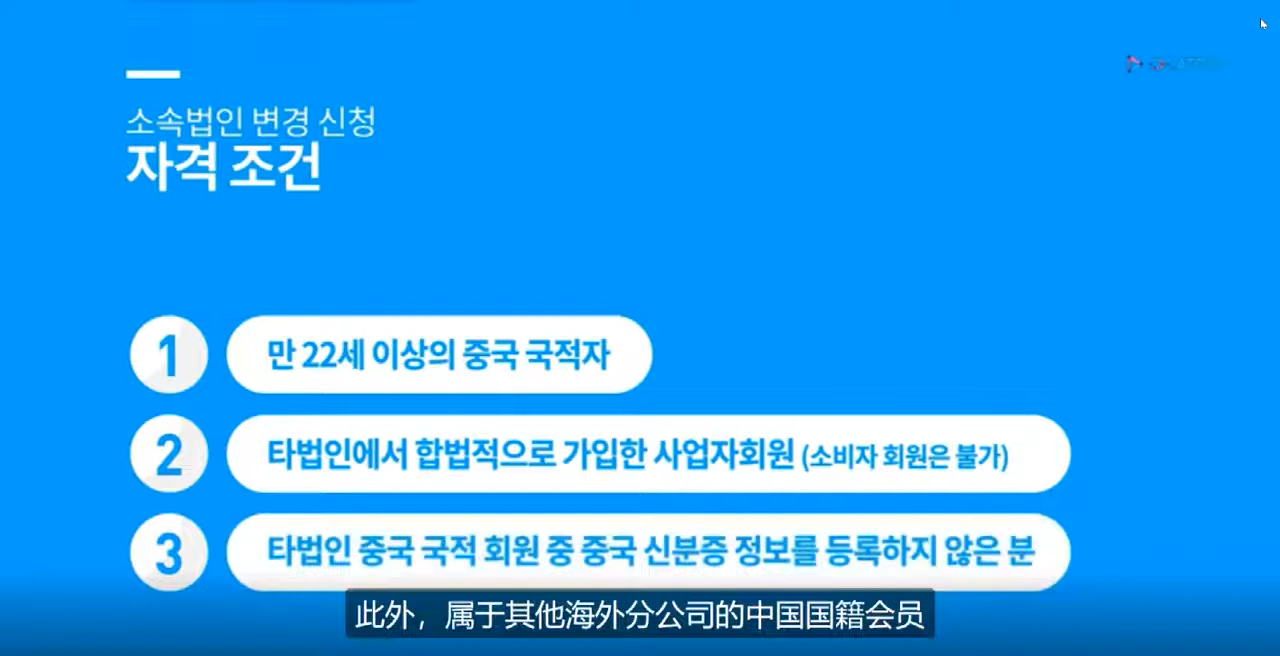 소속법인 변경 신청
자격 조건
1 만 22세 이상의 중국 국적자
2 타법인에서 합법적으로 가입한 사업자회원 (소비자 회원은 불가)
3 타법인 중국 국적 회원 중 중국 신분증 정보를 등록하지 않은 분
此外，属于其他海外分公司的中国国籍会员